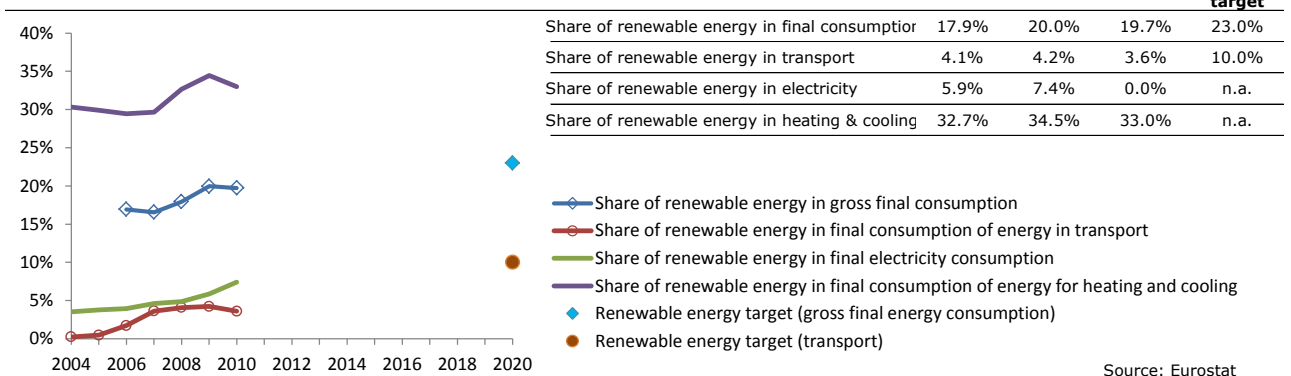 target
Share of renewable energy in final consumption 17.9% 20.0% 19.7% 23.0%
Share of renewable energy in transport 4.1% 4.2% 3.6% 10.0%
Share of renewable energy in electricity 5.9% 7.4% 0.0% n.a.
Share of renewable energy in heating & cooling 32.7% 34.5% 33.0% n.a.
40%
35%
30%
25%
20%
15%
10%
5%
0%
2004 2006 2008 2010 2012 2014 2016 2018 2020
Share of renewable energy in gross final consumption
Share of renewable energy in final consumption of energy in transport
Share of renewable energy in final electricity consumption
Share of renewable energy in final consumption of energy for heating and cooling
Renewable energy target (gross final energy consumption)
Renewable energy target (transport)
Source: Eurostat